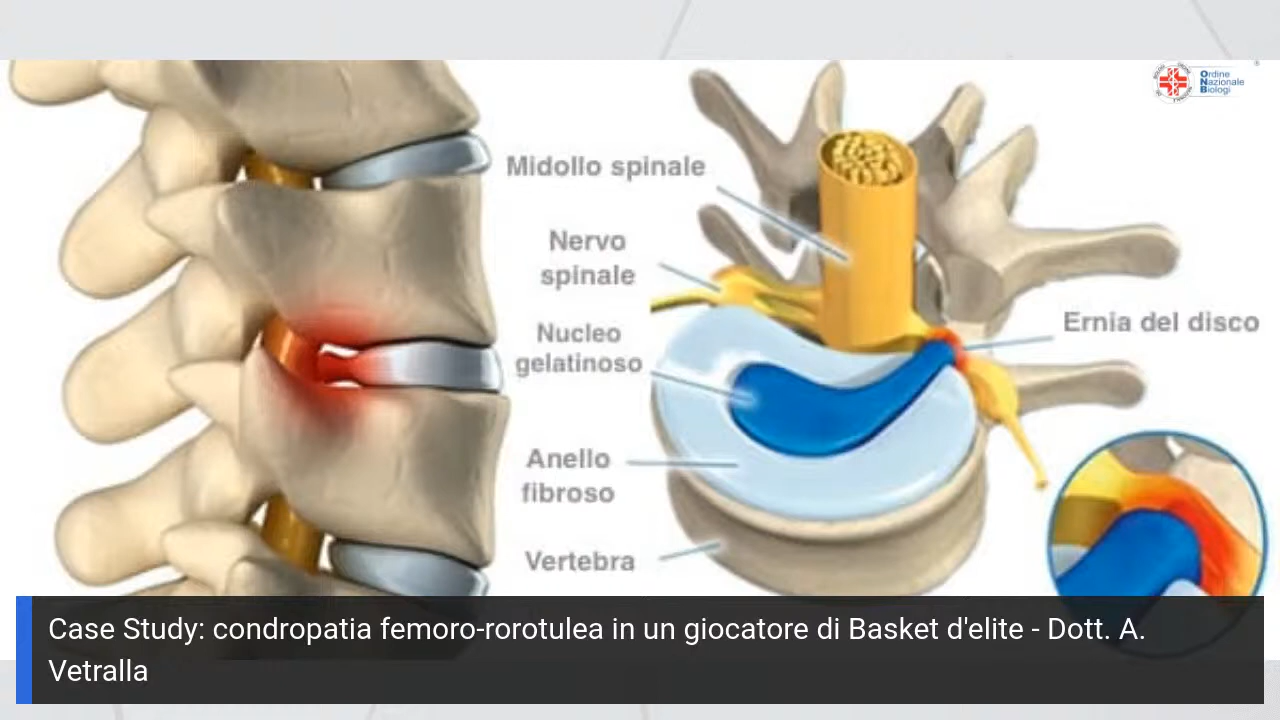 Ordine
Nazionale
Biologi
Midollo spinale
Nervo
spinale
Nucleo
gelatinoso
Ernia del disco
Anello
fibroso
Vertebra
Case Study: condropatia femoro-rorotulea in un giocatore di Basket d'elite - Dott. A.
Vetralla